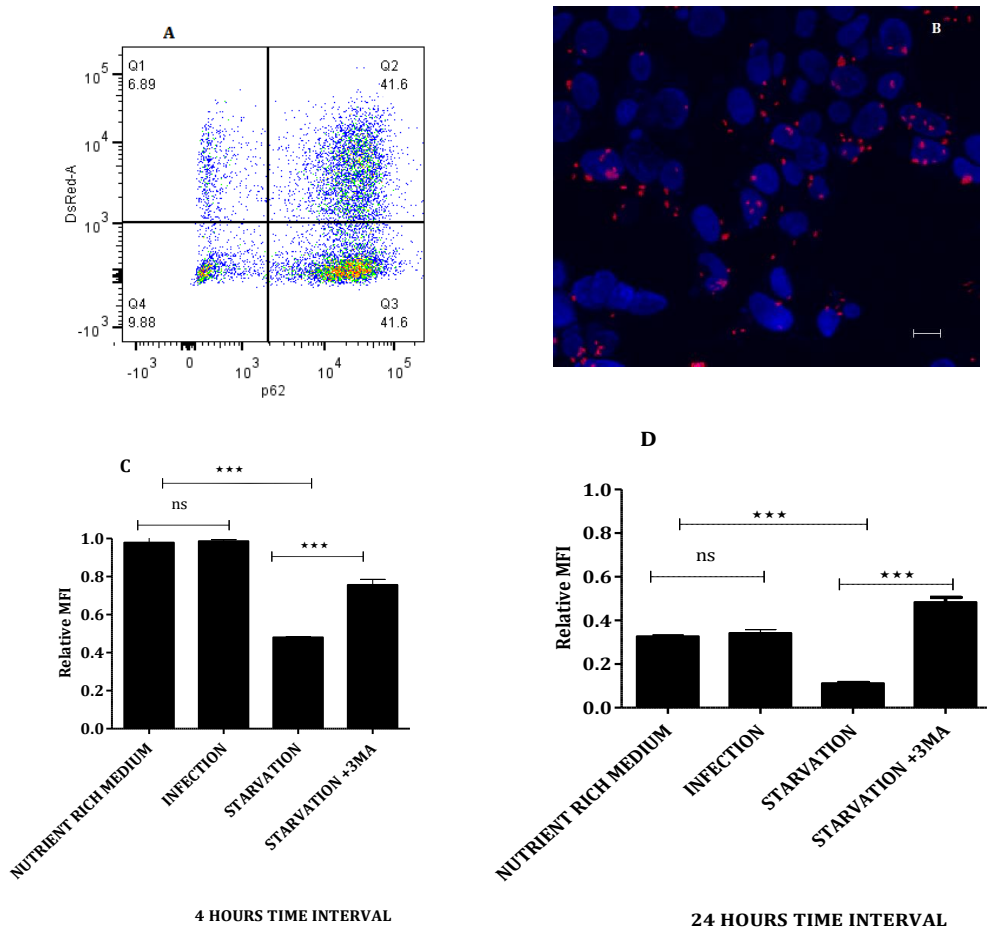 A
Q1
6.89
Q2
41.6
Q4
9.88
Q3
41.6
10^5
10^4
10^3
0
-10^3
DsRed-A
-10^3
0
10^3
10^4
10^5
p62
B
C
★★★
ns
★★★
1.0
0.8
0.6
0.4
0.2
0.0
Relative MFI
NUTRIENT RICH MEDIUM
INFECTION
STARVATION
STARVATION +3MA
4 HOURS TIME INTERVAL
D
★★★
ns
★★★
1.0
0.8
0.6
0.4
0.2
0.0
Relative MFI
NUTRIENT RICH MEDIUM
INFECTION
STARVATION
STARVATION +3MA
24 HOURS TIME INTERVAL